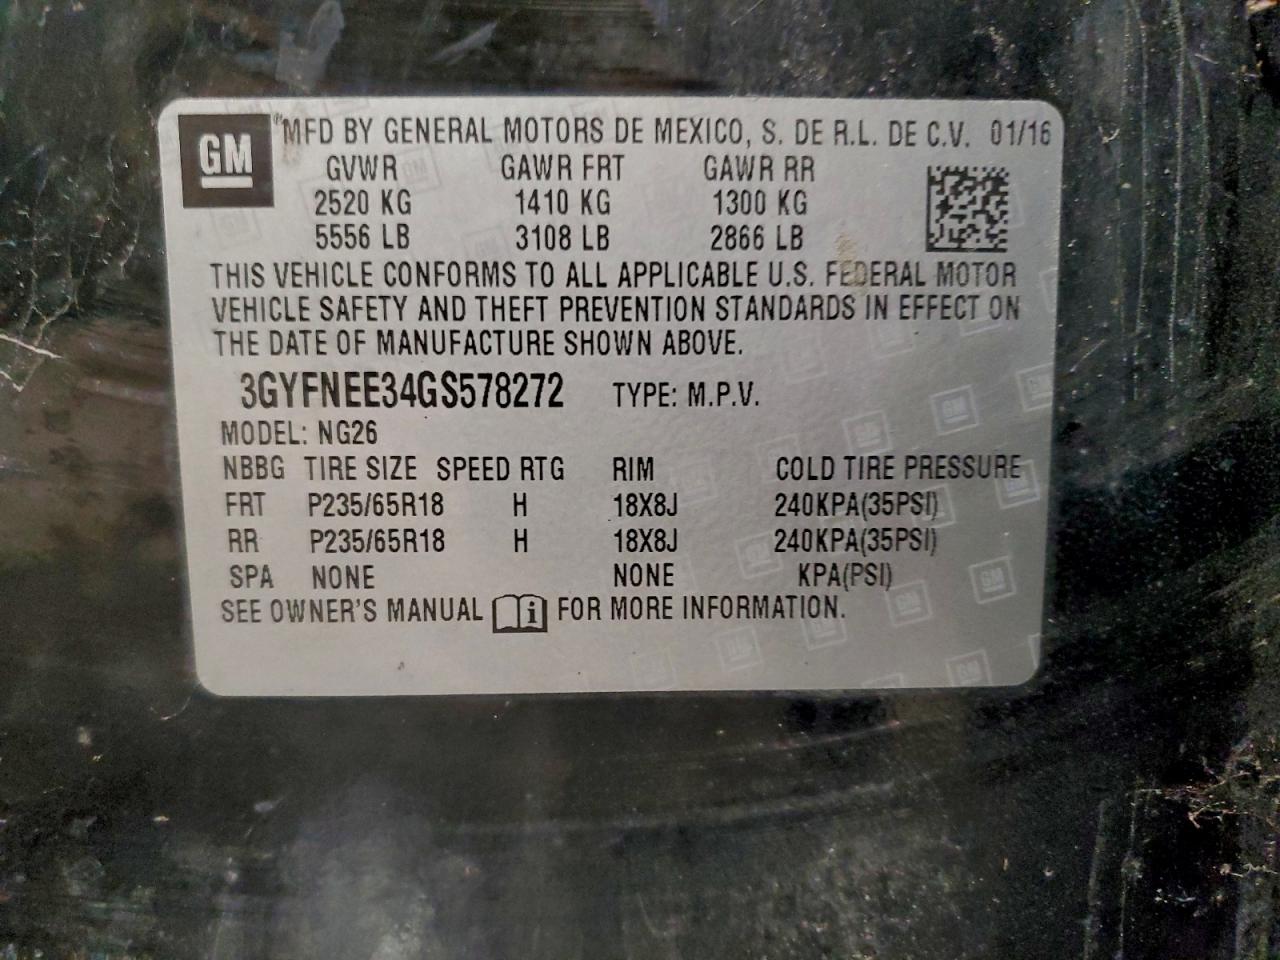 GM ® MFD BY GENERAL MOTORS DE MEXICO, S. DE R.L. DE C.V. 01/16
GVWR GAWR FRT GAWR RR
2520 KG 1410 KG 1300 KG
5556 LB 3108 LB 2866 LB
THIS VEHICLE CONFORMS TO ALL APPLICABLE U.S. FEDERAL MOTOR
VEHICLE SAFETY AND THEFT PREVENTION STANDARDS IN EFFECT ON
THE DATE OF MANUFACTURE SHOWN ABOVE.
3GYFNEE34GS578272 TYPE: M.P.V.
MODEL: NG26
NBBG TIRE SIZE SPEED RTG RIM COLD TIRE PRESSURE
FRT P235/65R18 H 18X8J 240KPA(35PSI)
RR P235/65R18 H 18X8J 240KPA(35PSI)
SPA NONE NONE KPA(PSI)
SEE OWNER'S MANUAL i FOR MORE INFORMATION.